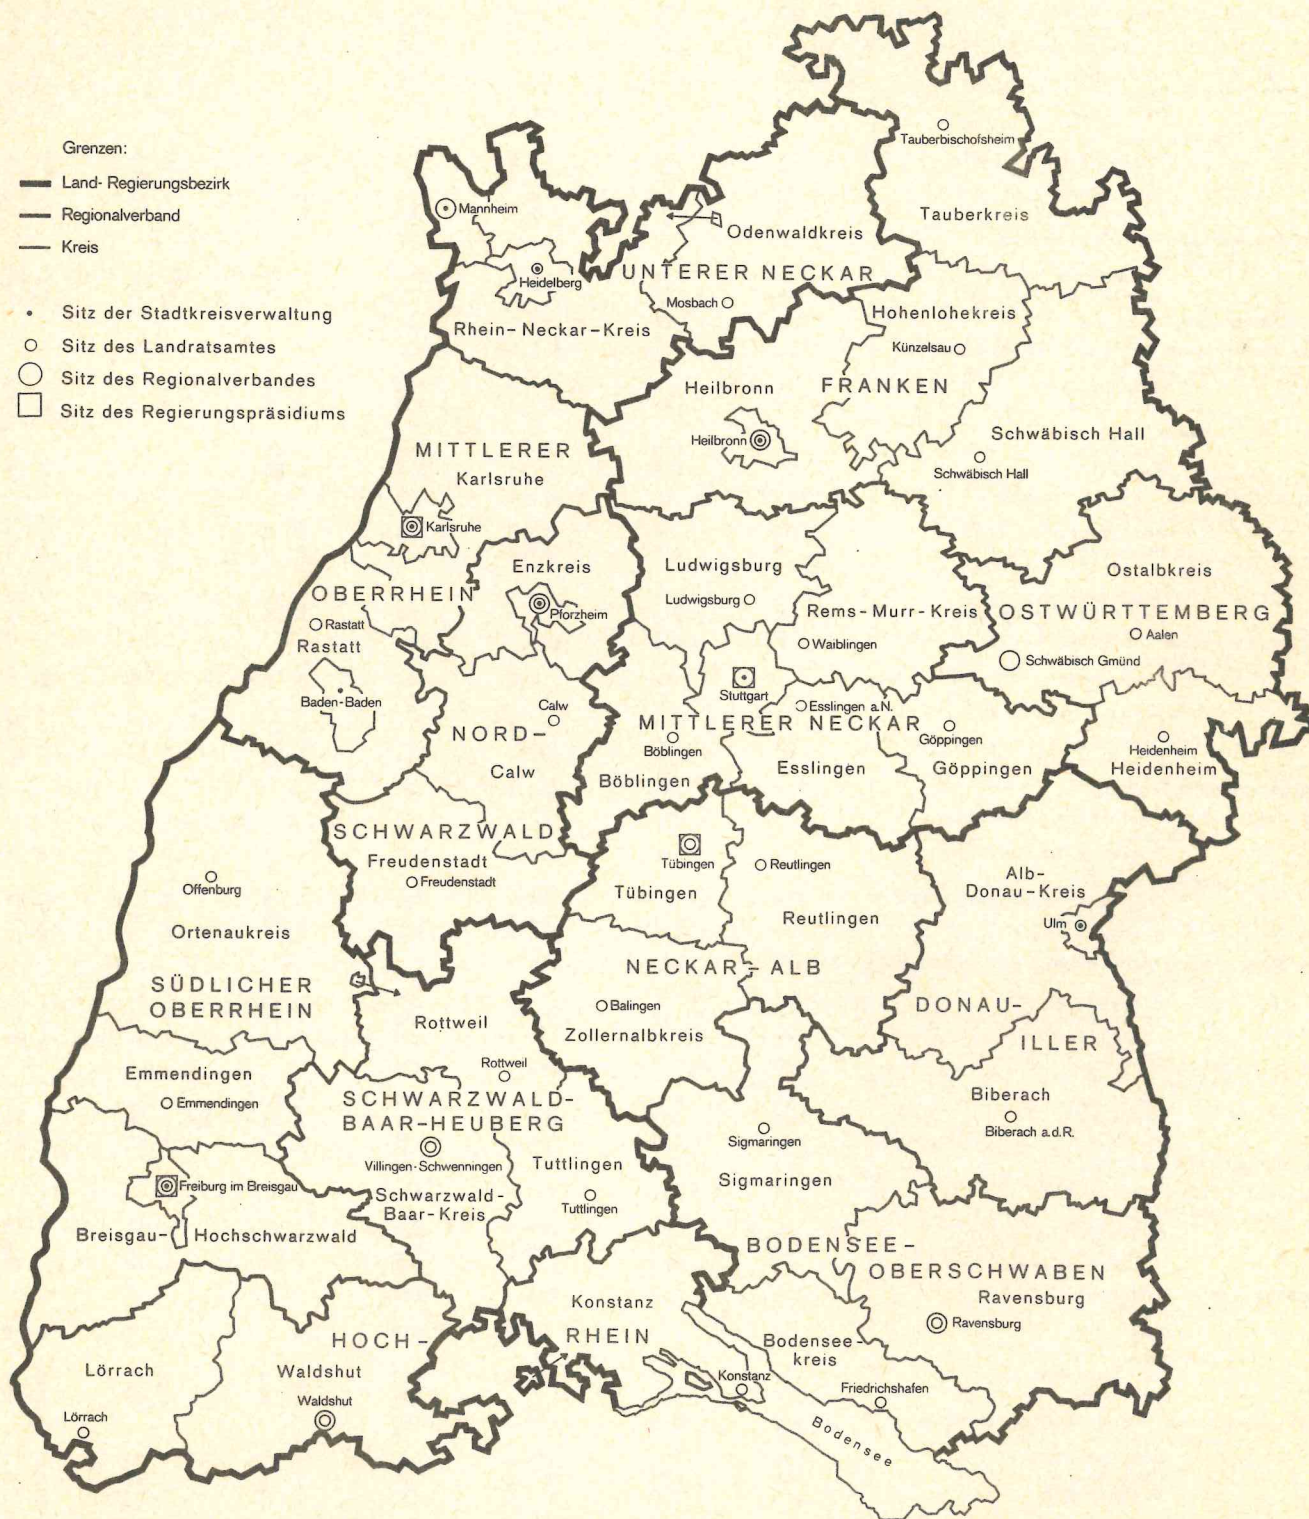 Grenzen:
Land- Regierungsbezirk
Regionalverband
Kreis
Sitz der Stadtkreisverwaltung
Sitz des Landratsamtes
Sitz des Regionalverbandes
Sitz des Regierungspräsidiums
Tauberbischofsheim
Tauberkreis
Mannheim
Odenwaldkreis
Heidelberg
UNTERER NECKAR
Mosbach
Hohenlohekreis
Rhein-Neckar-Kreis
Künzelsau
Heilbronn
FRANKEN
Heilbronn
Schwäbisch Hall
Schwäbisch Hall
MITTLERER
Karlsruhe
Karlsruhe
Enzkreis
Ludwigsburg
Ostalbkreis
OBERRHEIN
Ludwigsburg
Rems-Murr-Kreis
OSTWÜRTTEMBERG
Pforzheim
Rastatt
Rastatt
Waiblingen
Aalen
Schwäbisch Gmünd
Stuttgart
Baden-Baden
Calw
Esslingen a.N.
NORD-
MITTLERER NECKAR
Göppingen
Böblingen
Heidenheim
Calw
Böblingen
Esslingen
Göppingen
Heidenheim
SCHWARZWALD
Freudenstadt
Tübingen
Reutlingen
Freudenstadt
Tübingen
Alb-
Donau-Kreis
Offenburg
Reutlingen
Ulm
Ortenaukreis
NECKAR-ALB
SÜDLICHER
OBERRHEIN
Balingen
DONAU-
Rottweil
Zollernalbkreis
ILLER
Emmendingen
Rottweil
Emmendingen
SCHWARZWALD-
BAAR-HEUBERG
Biberach
Biberach a.d.R.
Villingen-Schwenningen
Tuttlingen
Sigmaringen
Sigmaringen
Freiburg im Breisgau
Schwarzwald-
Baar-Kreis
Tuttlingen
Breisgau-Hochschwarzwald
BODENSEE-
OBERSCHWABEN
Ravensburg
Konstanz
Ravensburg
HOCH-
RHEIN
Bodensee-
kreis
Lörrach
Waldshut
Konstanz
Friedrichshafen
Waldshut
Lörrach
Bodensee